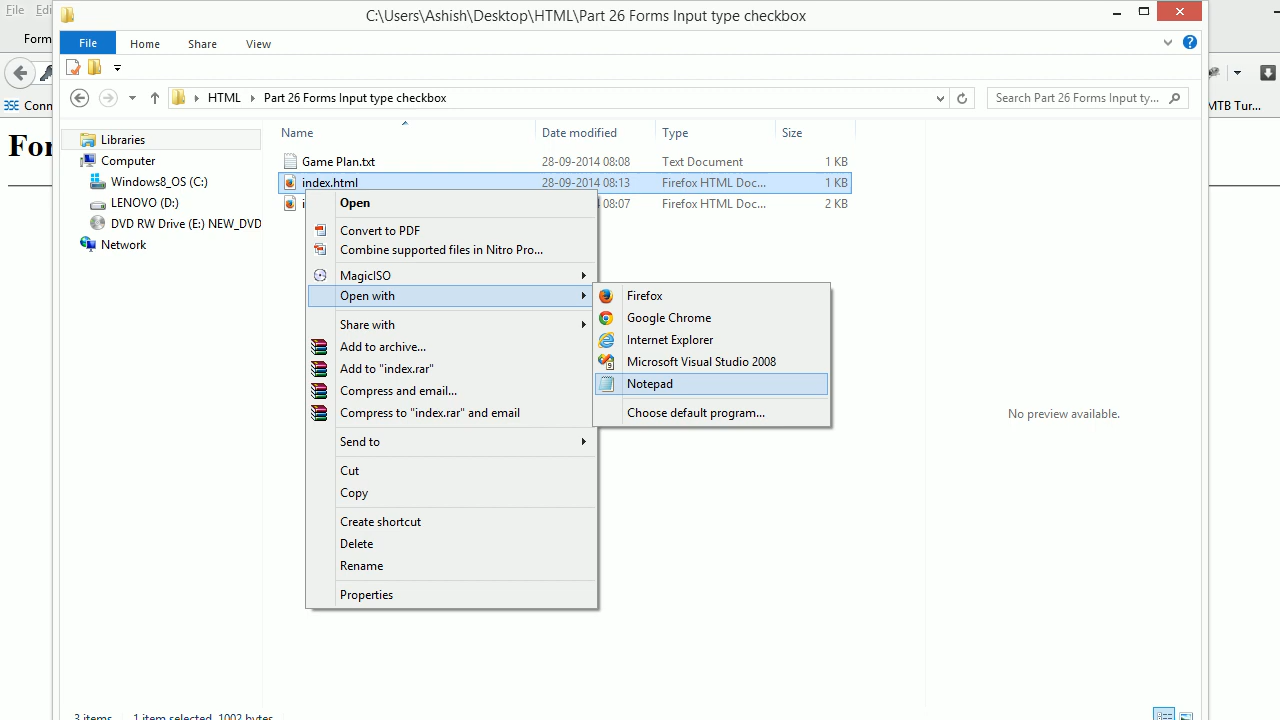 File Edi
C:\Users\Ashish\Desktop\HTML\Part 26 Forms Input type checkbox
Form
File Home Share View
Conn
HTML Part 26 Forms Input type checkbox
Search Part 26 Forms Input ty...
MTB Tur...
For
Libraries
Computer
Windows8_OS (C:)
LENOVO (D:)
DVD RW Drive (E:) NEW_DVD
Network
Name Date modified Type Size
Game Plan.txt 28-09-2014 08:08 Text Document 1 KB
index.html 28-09-2014 08:13 Firefox HTML Doc... 1 KB
08:07 Firefox HTML Doc... 2 KB
Open
Convert to PDF
Combine supported files in Nitro Pro...
MagicISO
Open with
Share with
Add to archive...
Add to "index.rar"
Compress and email...
Compress to "index.rar" and email
Send to
Cut
Copy
Create shortcut
Delete
Rename
Properties
Firefox
Google Chrome
Internet Explorer
Microsoft Visual Studio 2008
Notepad
Choose default program...
No preview available.
3 items 1 item selected 1002 bytes